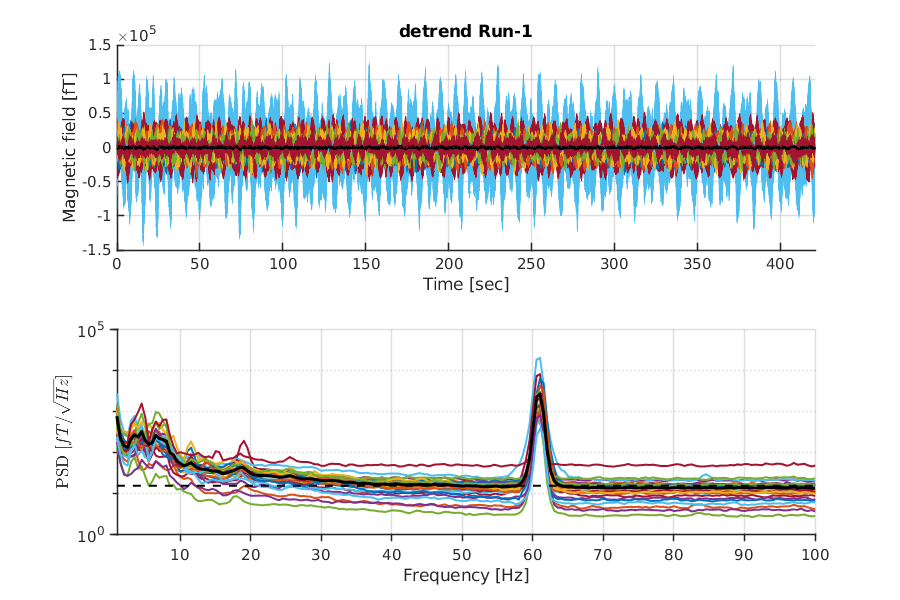 detrend Run-1
×10^5
1.5
1
0.5
0
-0.5
-1
-1.5
Magnetic field [fT]
0 50 100 150 200 250 300 350 400
Time [sec]
10^5
10^0
PSD [fT/√Hz]
10 20 30 40 50 60 70 80 90 100
Frequency [Hz]